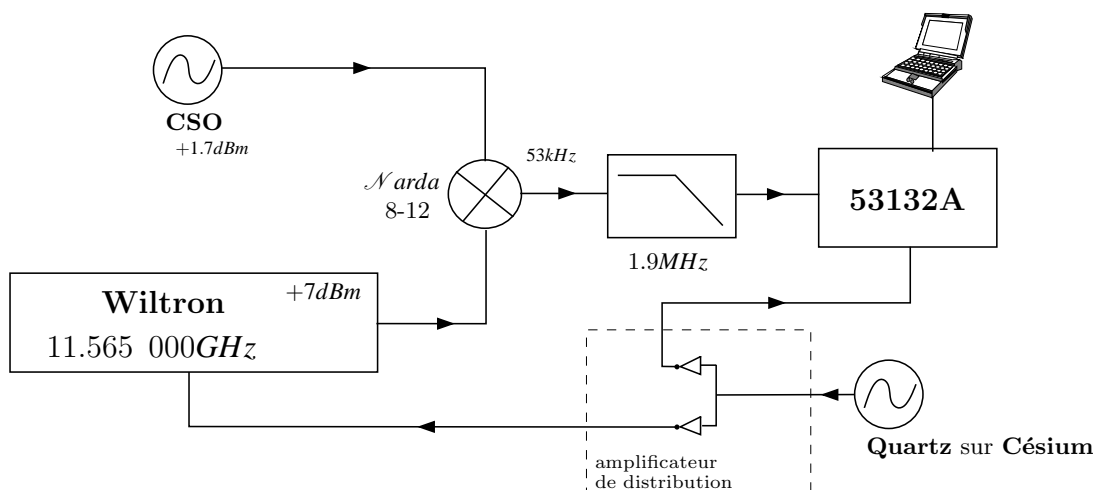 CSO
+1.7dBm
53kHz
Narda
8-12
53132A
1.9MHz
Wiltron
+7dBm
11.565 000GHz
Quartz sur Césium
amplificateur
de distribution